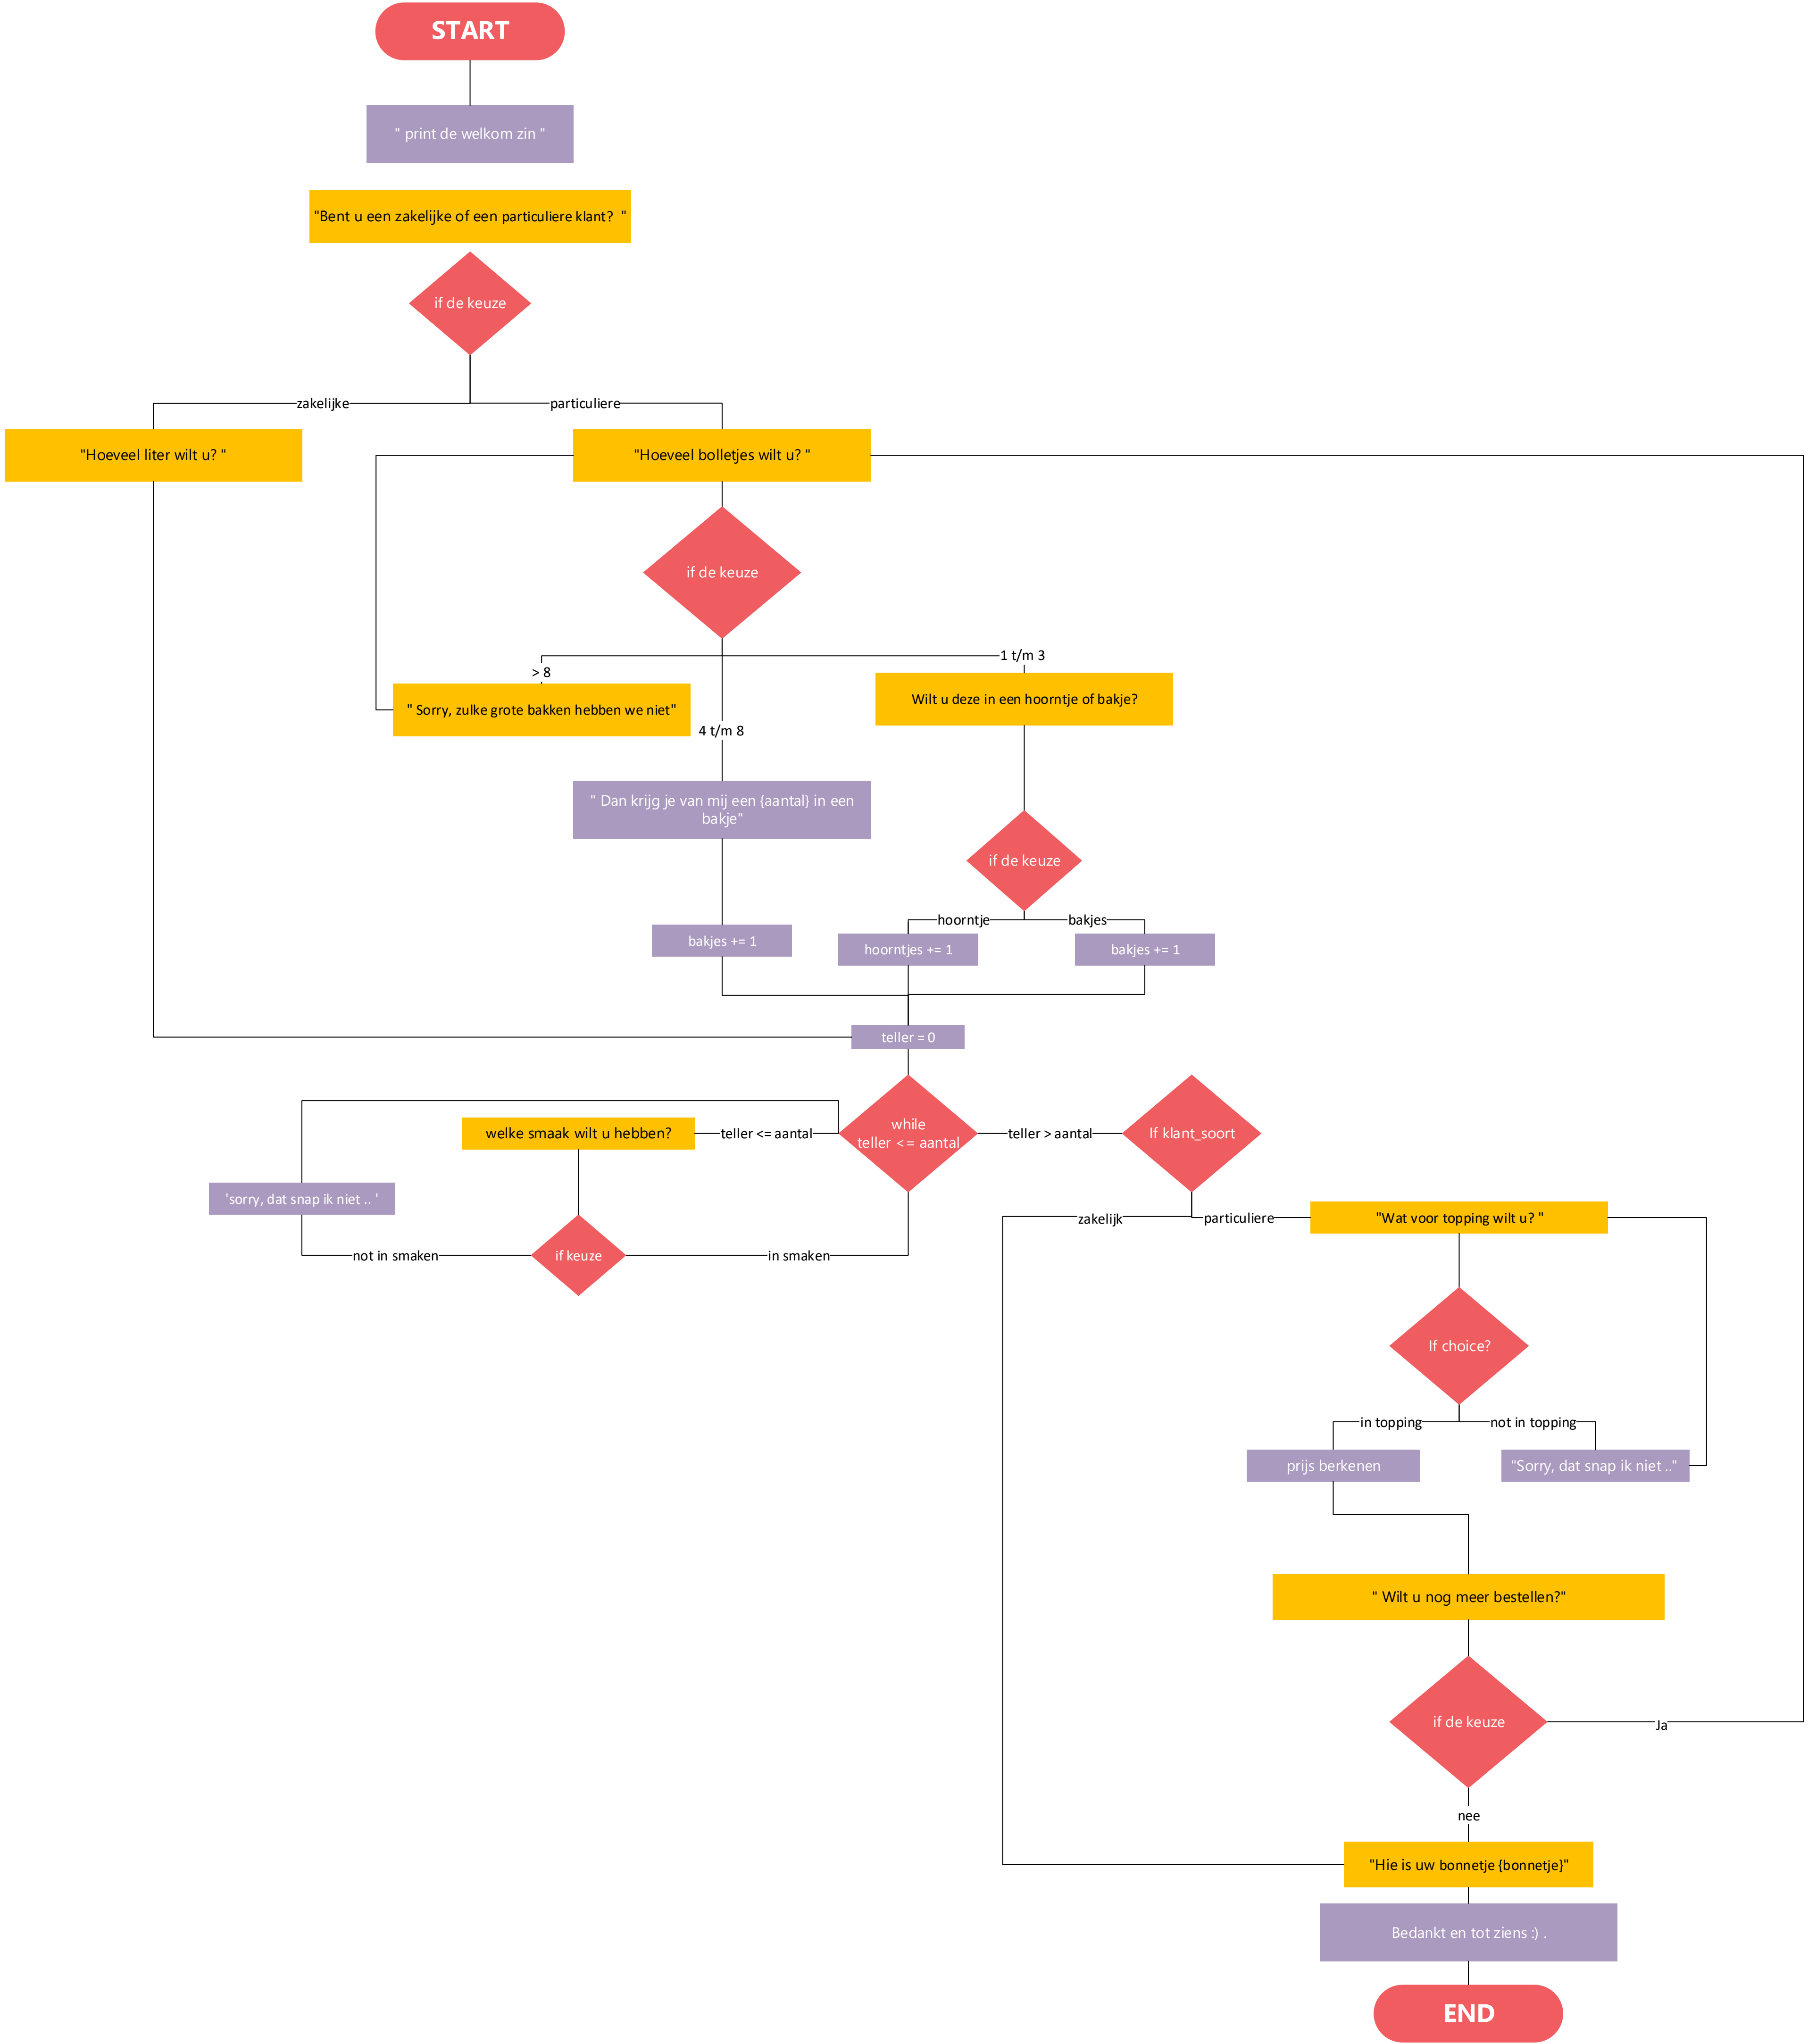 START
" print de welkom zin "
"Bent u een zakelijke of een particuliere klant?  "
if de keuze
zakelijke
particuliere
"Hoeveel liter wilt u? "
"Hoeveel bolletjes wilt u? "
if de keuze
1 t/m 3
> 8
" Sorry, zulke grote bakken hebben we niet"
Wilt u deze in een hoorntje of bakje?
4 t/m 8
" Dan krijg je van mij een {aantal} in een
bakje"
if de keuze
hoorntje
bakjes
bakjes += 1
hoorntjes += 1
bakjes += 1
teller = 0
while
teller <= aantal
teller <= aantal
welke smaak wilt u hebben?
teller > aantal
If klant_soort
'sorry, dat snap ik niet .. '
not in smaken
if keuze
in smaken
zakelijk
particuliere
"Wat voor topping wilt u? "
If choice?
in topping
not in topping
prijs berkenen
"Sorry, dat snap ik niet .."
" Wilt u nog meer bestellen?"
if de keuze
Ja
nee
"Hie is uw bonnetje {bonnetje}"
Bedankt en tot ziens :) .
END